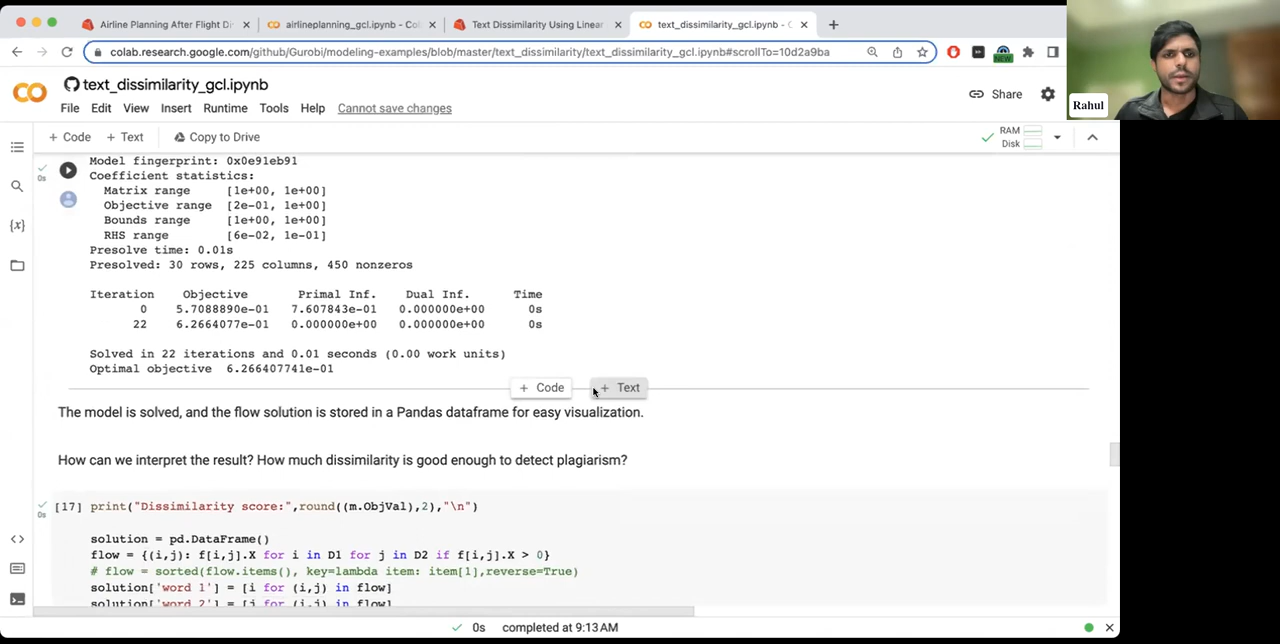 Airline Planning After Flight Di
airlineplanning_gcl.ipynb - Col
Text Dissimilarity Using Linear
text_dissimilarity_gcl.ipynb - C
colab.research.google.com/github/Gurobi/modeling-examples/blob/master/text_dissimilarity/text_dissimilarity_gcl.ipynb#scrollTo=10d2a9ba
NEW
CO
text_dissimilarity_gcl.ipynb
File Edit View Insert Runtime Tools Help Cannot save changes
Share
Rahul
+ Code + Text Copy to Drive
RAM
Disk
{x}
0s
Model fingerprint: 0x0e91eb91
Coefficient statistics:
Matrix range [1e+00, 1e+00]
Objective range [2e-01, 1e+00]
Bounds range [1e+00, 1e+00]
RHS range [6e-02, 1e-01]
Presolve time: 0.01s
Presolved: 30 rows, 225 columns, 450 nonzeros
Iteration Objective Primal Inf. Dual Inf. Time
0 5.7088890e-01 7.607843e-01 0.000000e+00 0s
22 6.2664077e-01 0.000000e+00 0.000000e+00 0s
Solved in 22 iterations and 0.01 seconds (0.00 work units)
Optimal objective 6.266407741e-01
+ Code + Text
The model is solved, and the flow solution is stored in a Pandas dataframe for easy visualization.
How can we interpret the result? How much dissimilarity is good enough to detect plagiarism?
0s
[17] print("Dissimilarity score:",round((m.ObjVal),2),"\n")
solution = pd.DataFrame()
flow = {(i,j): f[i,j].X for i in D1 for j in D2 if f[i,j].X > 0}
# flow = sorted(flow.items(), key=lambda item: item[1],reverse=True)
solution['word 1'] = [i for (i,j) in flow]
solution['word 2'] = [j for (i,j) in flow]
0s completed at 9:13 AM